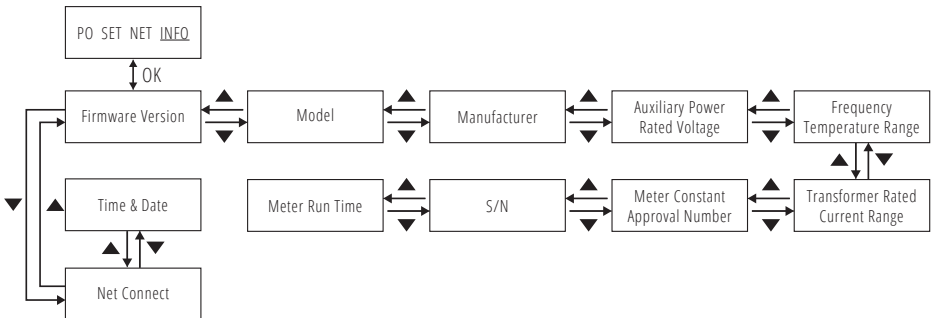 PO SET NET INFO
OK
Firmware Version
Model
Manufacturer
Auxiliary Power
Rated Voltage
Frequency
Temperature Range
Time & Date
Meter Run Time
S/N
Meter Constant
Approval Number
Transformer Rated
Current Range
Net Connect